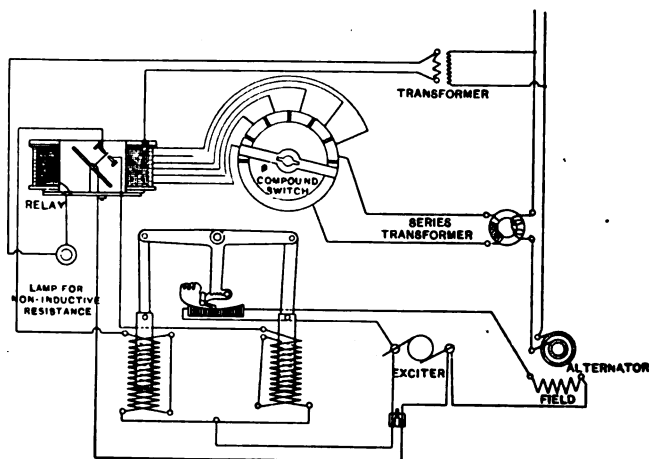 TRANSFORMER
COMPOUND
SWITCH
RELAY
SERIES
TRANSFORMER
LAMP FOR
NON-INDUCTIVE
RESISTANCE
EXCITER
ALTERNATOR
FIELD